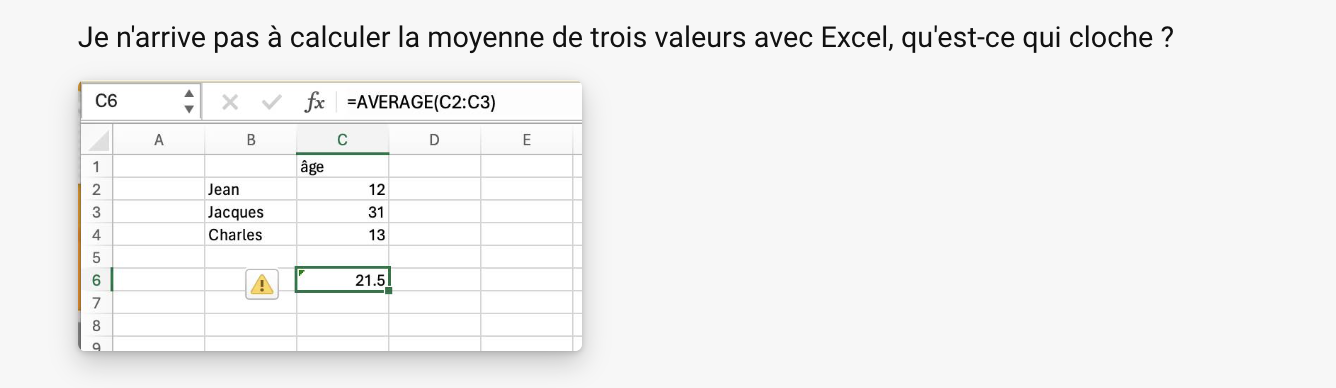 Je n'arrive pas à calculer la moyenne de trois valeurs avec Excel, qu'est-ce qui cloche ?
C6 fx =AVERAGE(C2:C3)
A B C D E
1 âge
2 Jean 12
3 Jacques 31
4 Charles 13
5
6 21.5
7
8
9